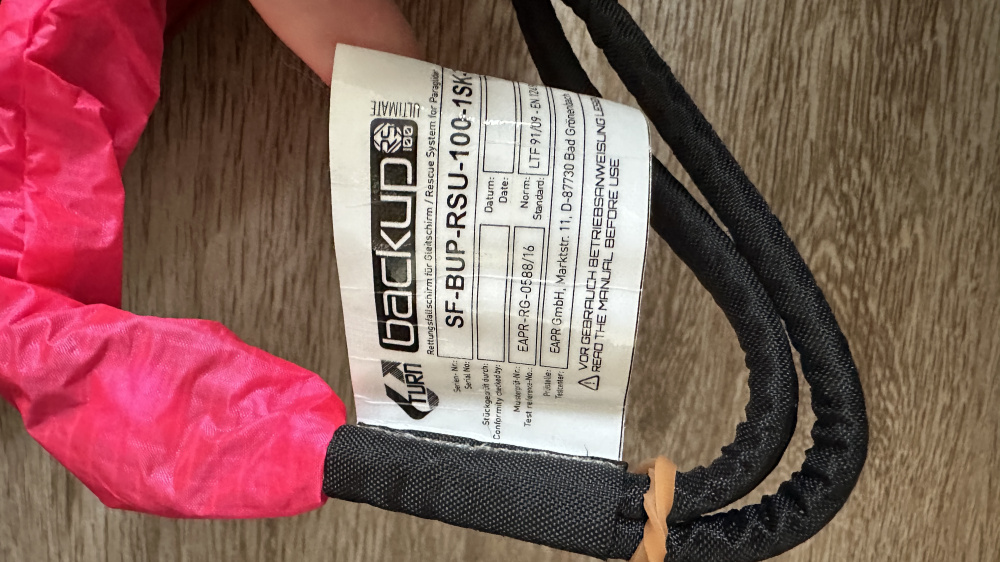 U TURN backup RS 100 ULTIMATE
Rettungsfallschirm für Gleitschirm / Rescue System for Paraglider
Serien- Nr.:
Serial No:
SF-BUP-RSU-100-1SK-
Stückgeprüft durch:
Conformity checked by:
Datum:
Date:
Musterprüf-Nr.:
Test reference-No.:
EAPR-RG-0588/16
Norm:
Standard:
LTF 91/09 - EN
Prüfstelle:
Testcenter:
EAPR GmbH, Marktstr. 11, D-87730 Bad Grönenbach
VOR GEBRAUCH BETRIEBSANWEISUNG LESEN
READ THE MANUAL BEFORE USE